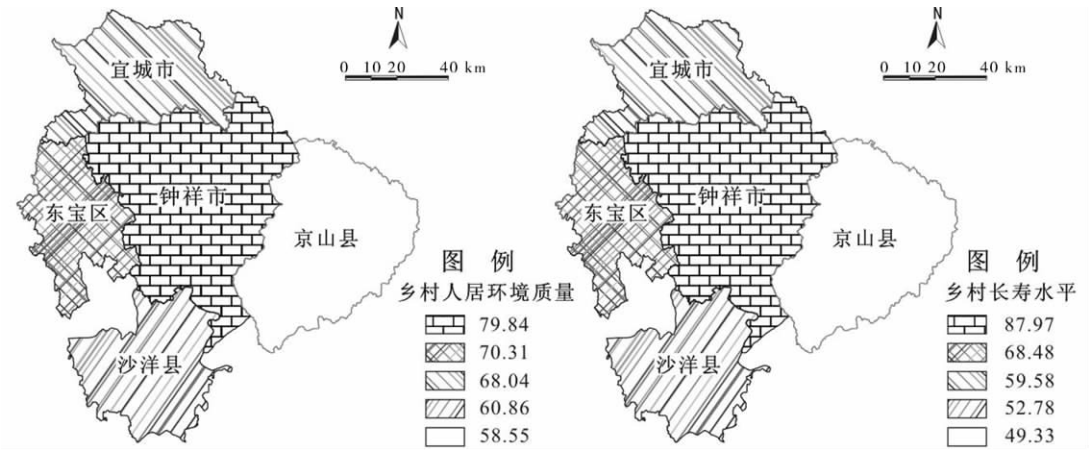 N
0 10 20 40 km
宜城市
钟祥市
东宝区
京山县
沙洋县
图 例
乡村人居环境质量
79.84
70.31
68.04
60.86
58.55
N
0 10 20 40 km
宜城市
钟祥市
东宝区
京山县
沙洋县
图 例
乡村长寿水平
87.97
68.48
59.58
52.78
49.33